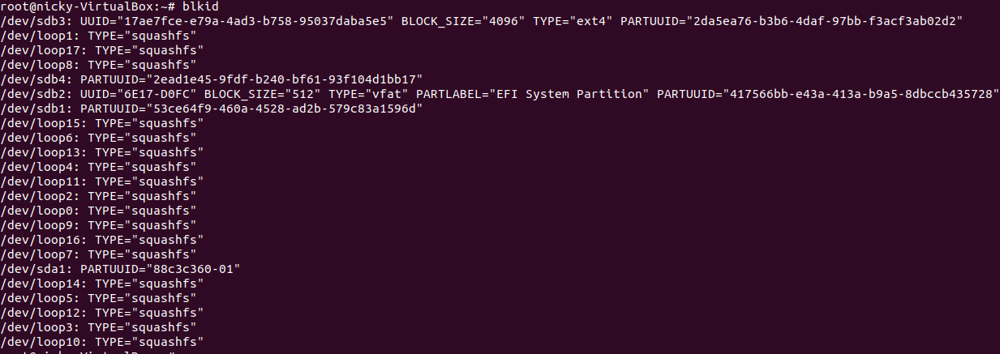 root@nicky-VirtualBox:~# blkid
/dev/sdb3: UUID="17ae7fce-e79a-4ad3-b758-95037daba5e5" BLOCK_SIZE="4096" TYPE="ext4" PARTUUID="2da5ea76-b3b6-4daf-97bb-f3acf3ab02d2"
/dev/loop1: TYPE="squashfs"
/dev/loop17: TYPE="squashfs"
/dev/loop8: TYPE="squashfs"
/dev/sdb4: PARTUUID="2ead1e45-9fdf-b240-bf61-93f104d1bb17"
/dev/sdb2: UUID="6E17-D0FC" BLOCK_SIZE="512" TYPE="vfat" PARTLABEL="EFI System Partition" PARTUUID="417566bb-e43a-413a-b9a5-8dbccb435728"
/dev/sdb1: PARTUUID="53ce64f9-460a-4528-ad2b-579c83a1596d"
/dev/loop15: TYPE="squashfs"
/dev/loop6: TYPE="squashfs"
/dev/loop13: TYPE="squashfs"
/dev/loop4: TYPE="squashfs"
/dev/loop11: TYPE="squashfs"
/dev/loop2: TYPE="squashfs"
/dev/loop0: TYPE="squashfs"
/dev/loop9: TYPE="squashfs"
/dev/loop16: TYPE="squashfs"
/dev/loop7: TYPE="squashfs"
/dev/sda1: PARTUUID="88c3c360-01"
/dev/loop14: TYPE="squashfs"
/dev/loop5: TYPE="squashfs"
/dev/loop12: TYPE="squashfs"
/dev/loop3: TYPE="squashfs"
/dev/loop10: TYPE="squashfs"